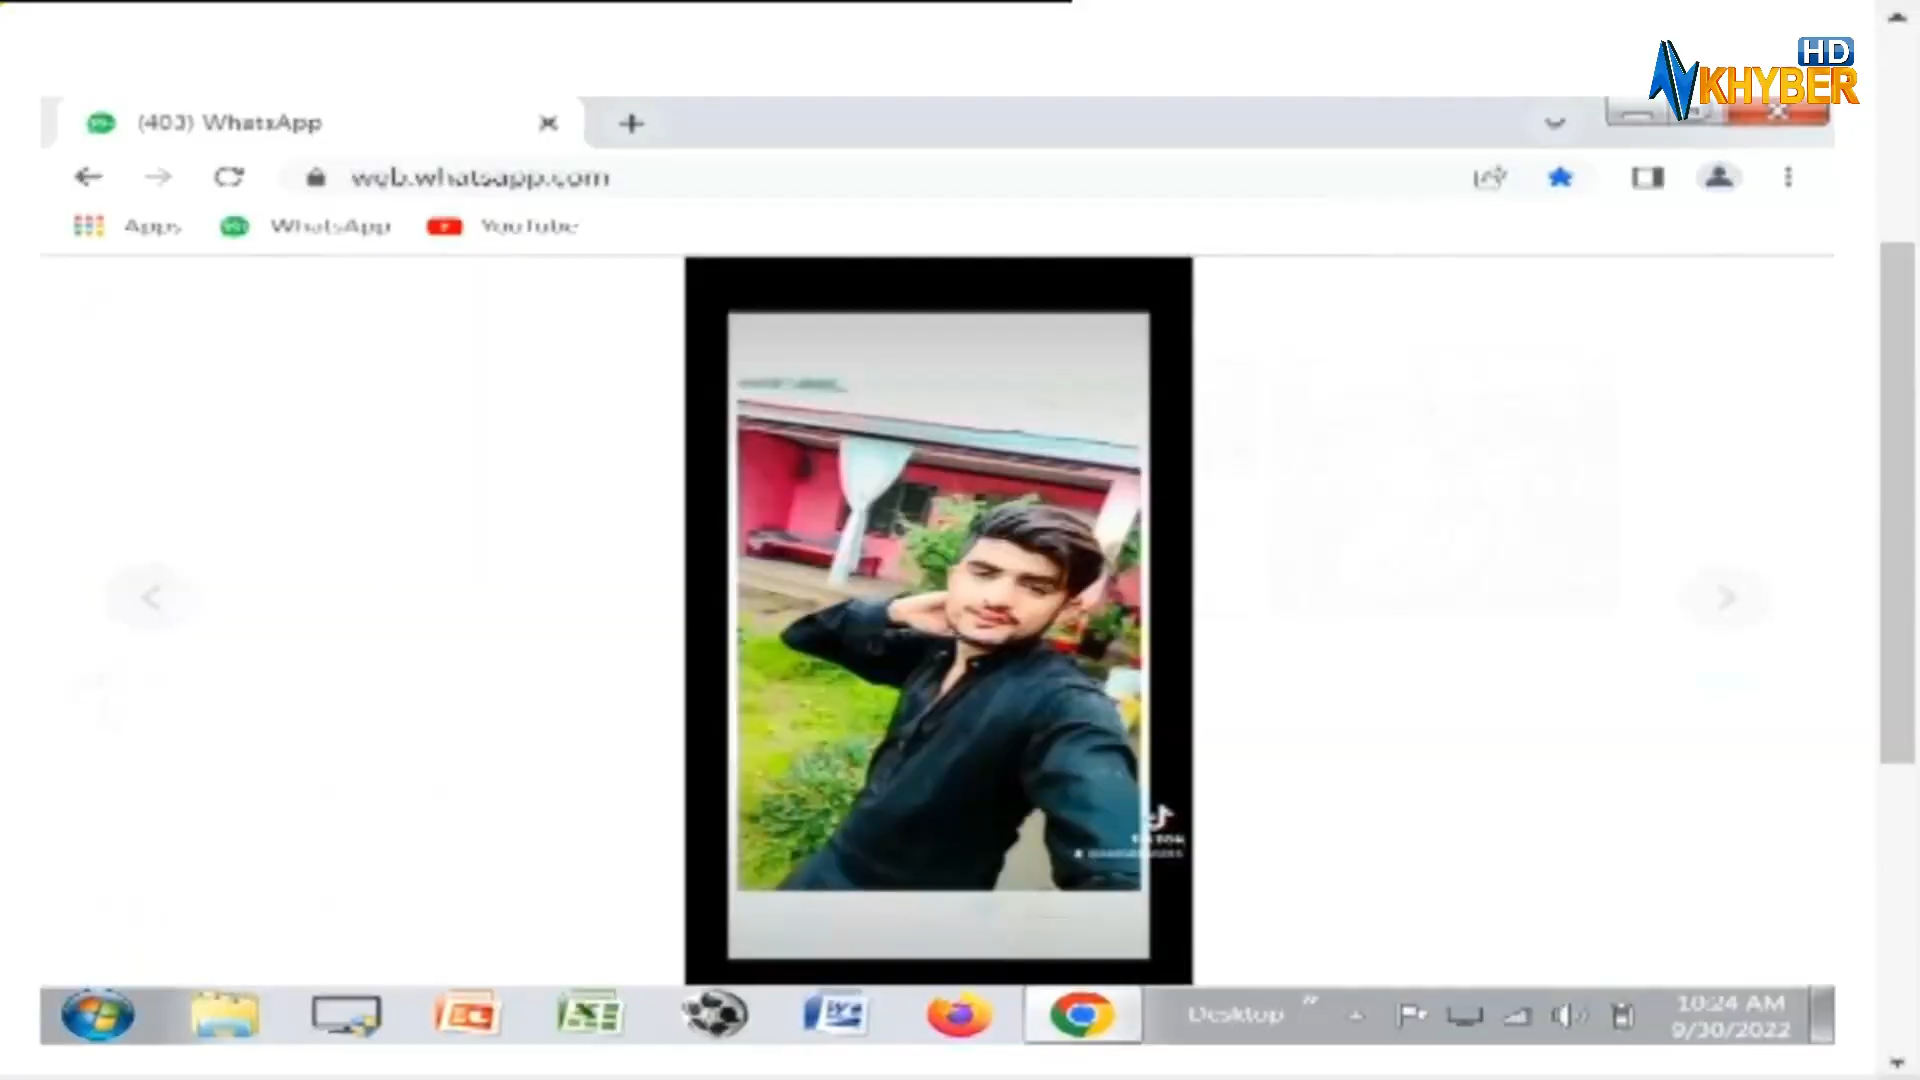 HD
KHYBER
(403) WhatsApp
web.whatsapp.com
Apps WhatsApp YouTube
Desktop
10:24 AM
9/30/2022